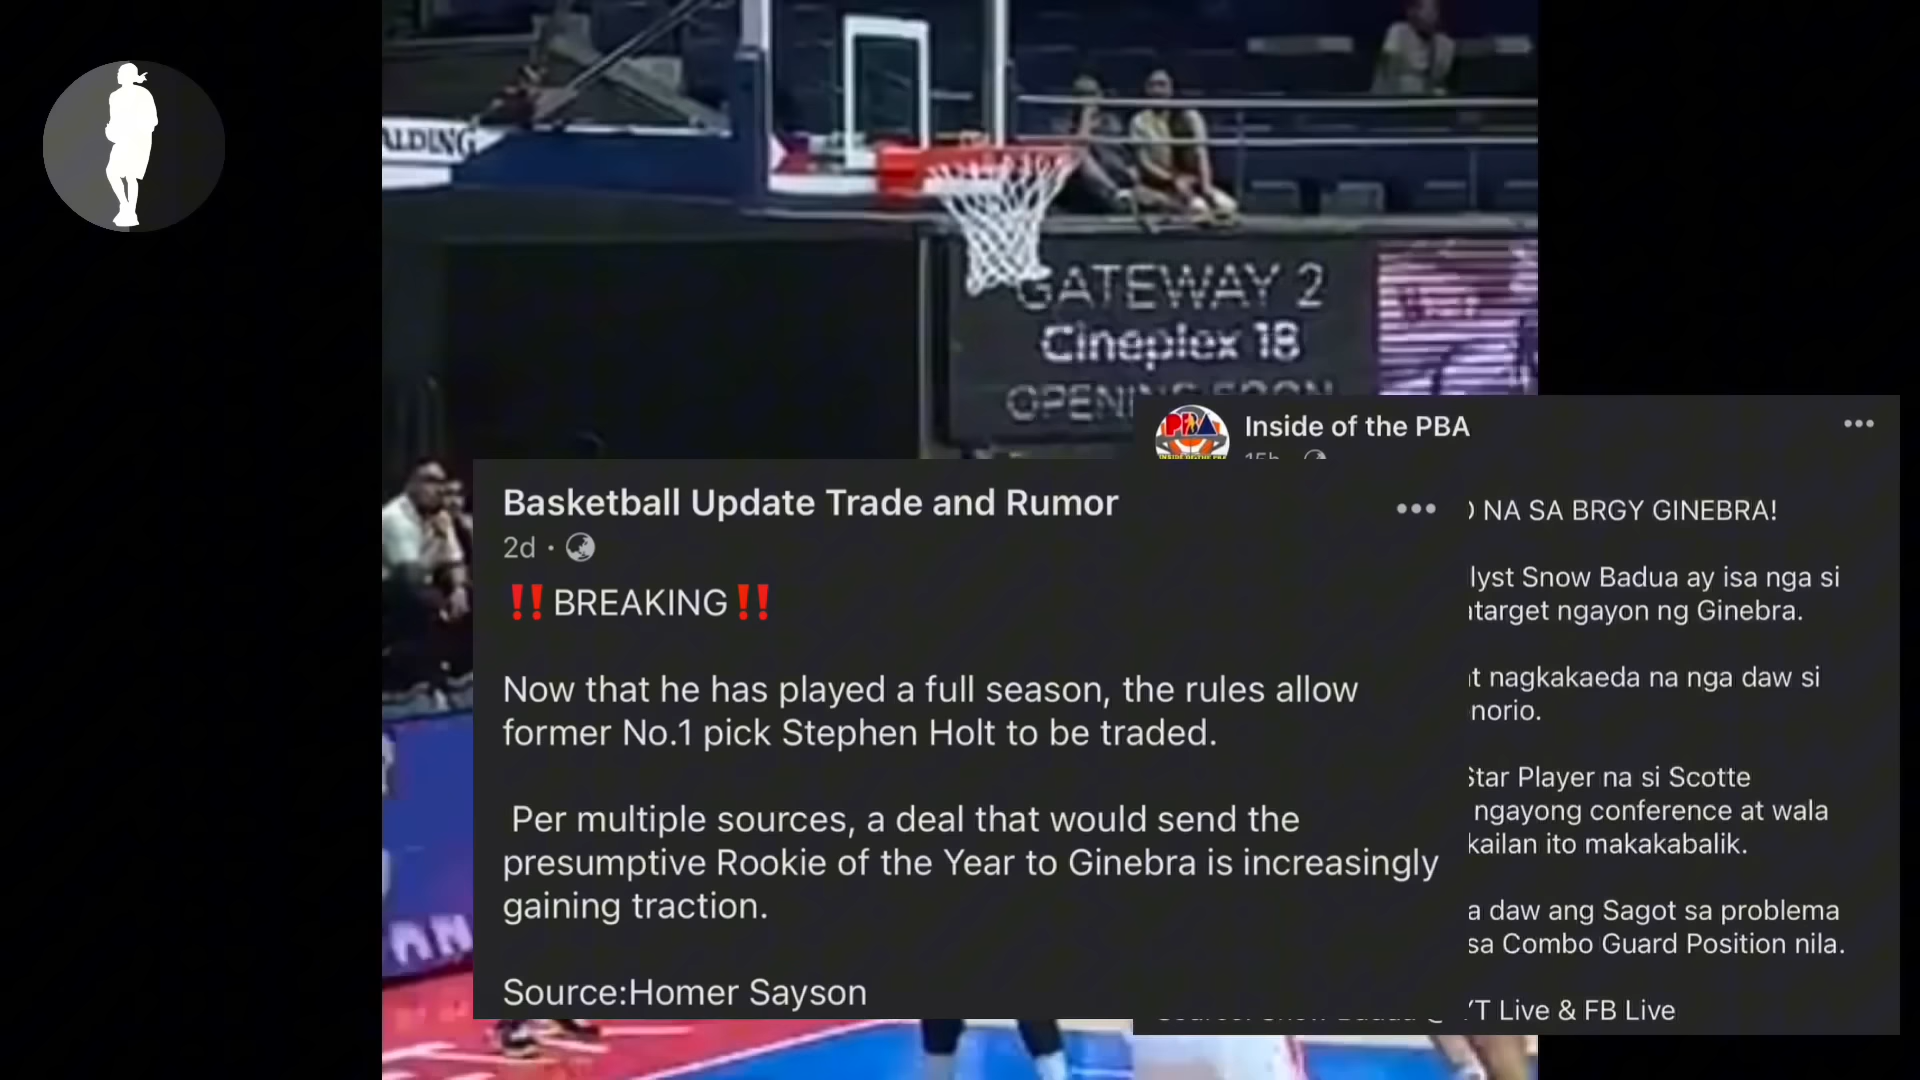 ALDING
GATEWAY 2
Cineplex 18
Inside of the PBA
15h
Basketball Update Trade and Rumor
2d ·
‼️BREAKING‼️
Now that he has played a full season, the rules allow
former No.1 pick Stephen Holt to be traded.
Per multiple sources, a deal that would send the
presumptive Rookie of the Year to Ginebra is increasingly
gaining traction.
Source:Homer Sayson
NA SA BRGY GINEBRA!
lyst Snow Badua ay isa nga si
target ngayon ng Ginebra.
t nagkakaeda na nga daw si
norio.
Star Player na si Scotte
ngayong conference at wala
kailan ito makakabalik.
a daw ang Sagot sa problema
sa Combo Guard Position nila.
YT Live & FB Live